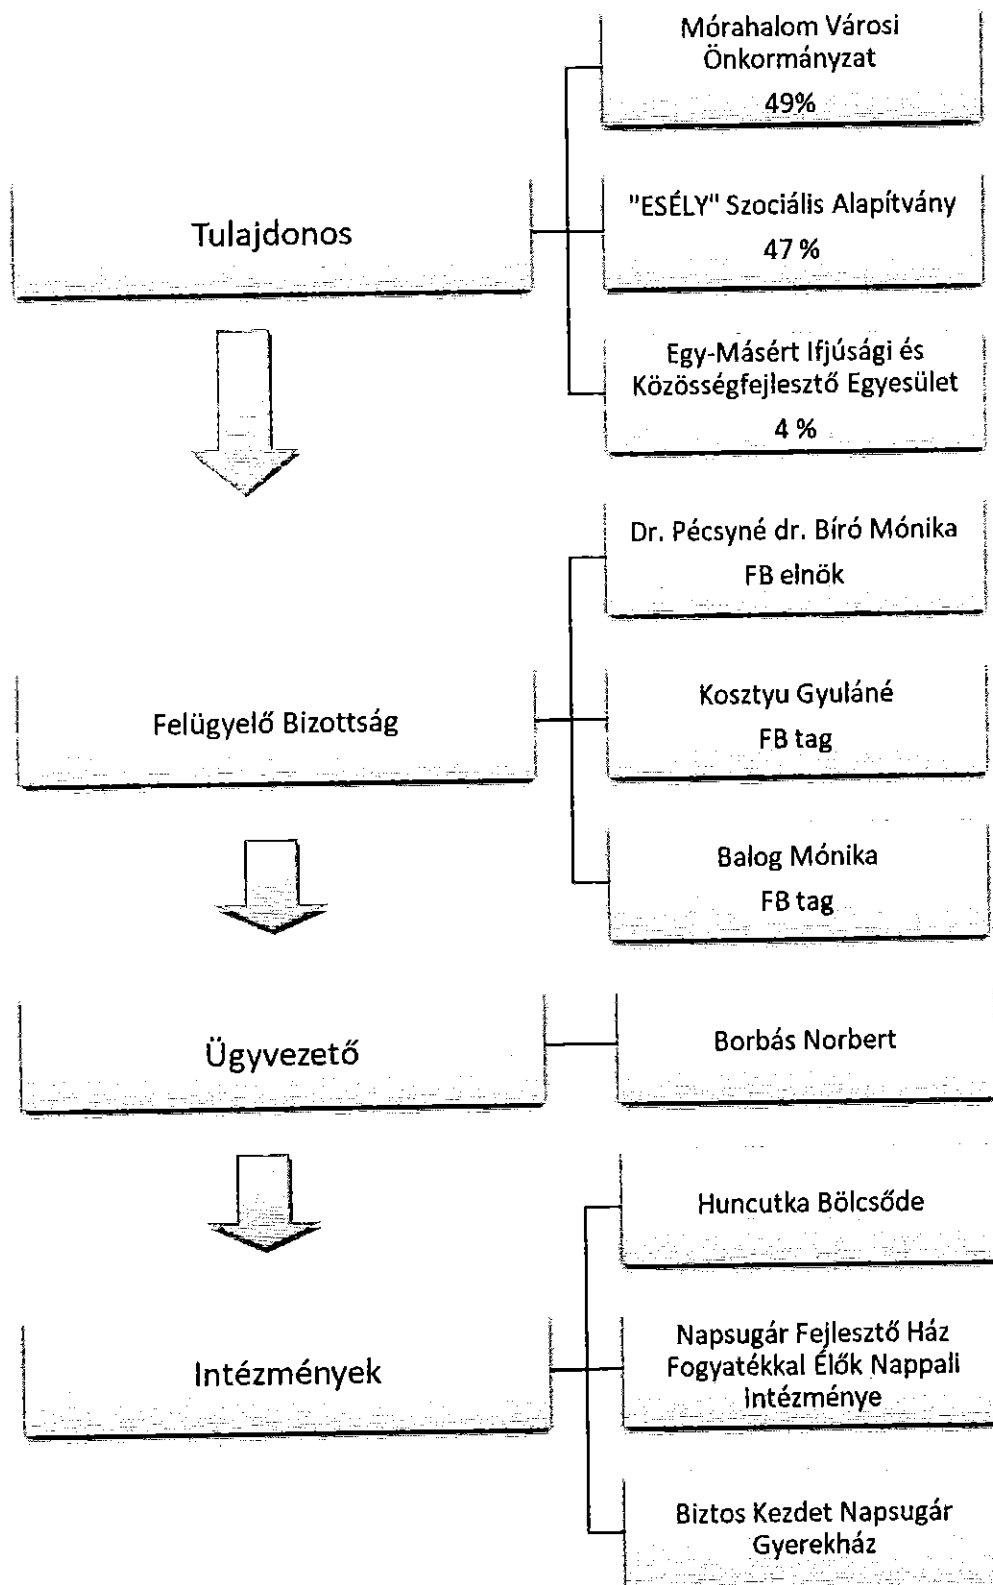 Tulajdonos
Mórahalom Városi
Önkormányzat
49%
"ESÉLY" Szociális Alapítvány
47 %
Egy-Másért Ifjúsági és
Közösségfejlesztő Egyesület
4 %
Felügyelő Bizottság
Dr. Pécsyné dr. Bíró Mónika
FB elnök
Kosztyu Gyuláné
FB tag
Balog Mónika
FB tag
Ügyvezető
Borbás Norbert
Intézmények
Huncutka Bölcsőde
Napsugár Fejlesztő Ház
Fogyatékkal Élők Nappali
Intézménye
Biztos Kezdet Napsugár
Gyerekház